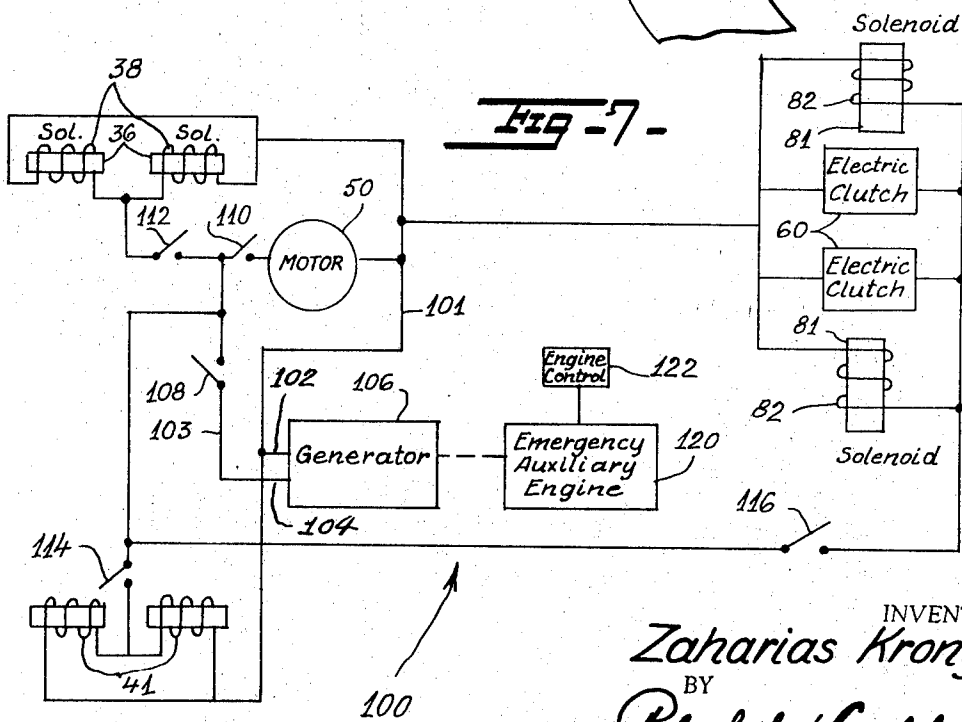 Solenoid
38
Sol.
36
Sol.
FIG-7-
82
81
Electric
Clutch
50
112
110
60
MOTOR
Electric
Clutch
101
81
Engine
Control
122
102
106
108
82
103
Generator
Emergency
Auxiliary
Engine
120
Solenoid
104
116
114
41
100
INVENT
Zaharias Krony
BY